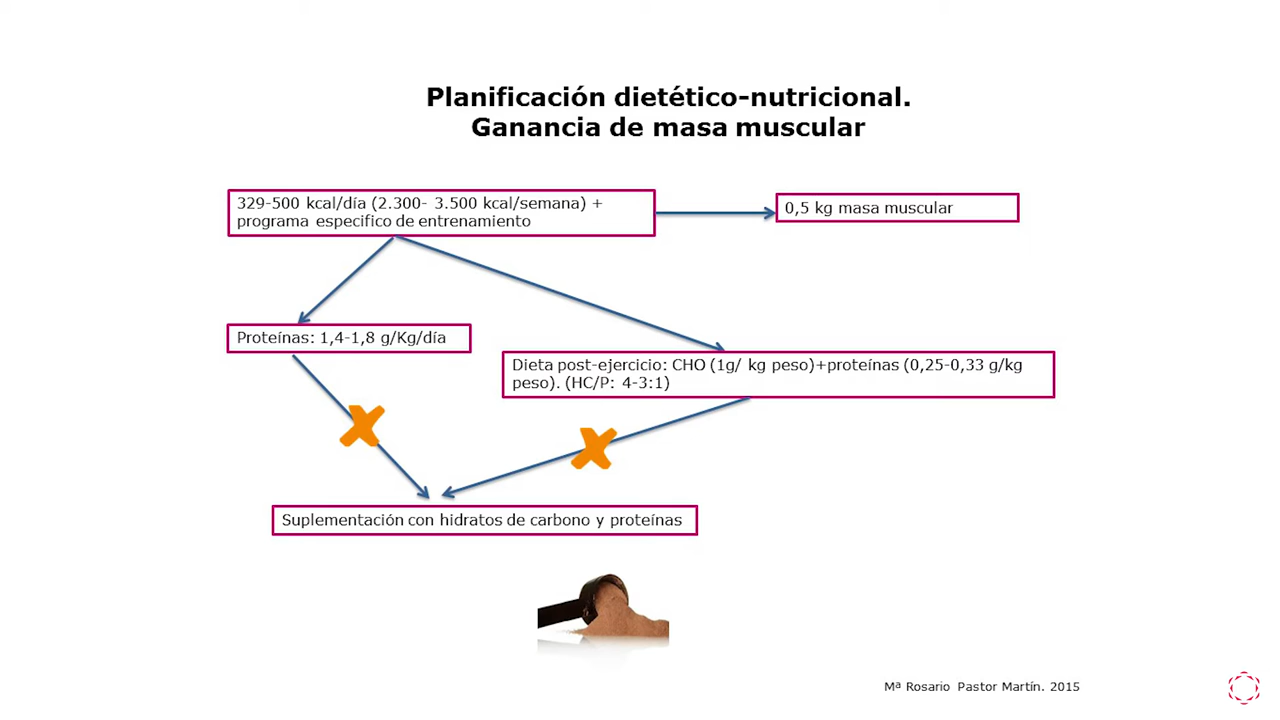 Planificación dietético-nutricional.
Ganancia de masa muscular
329-500 kcal/día (2.300- 3.500 kcal/semana) +
programa especifico de entrenamiento
0,5 kg masa muscular
Proteínas: 1,4-1,8 g/Kg/día
Dieta post-ejercicio: CHO (1g/ kg peso)+proteínas (0,25-0,33 g/kg
peso). (HC/P: 4-3:1)
Suplementación con hidratos de carbono y proteínas
Mª Rosario Pastor Martín. 2015